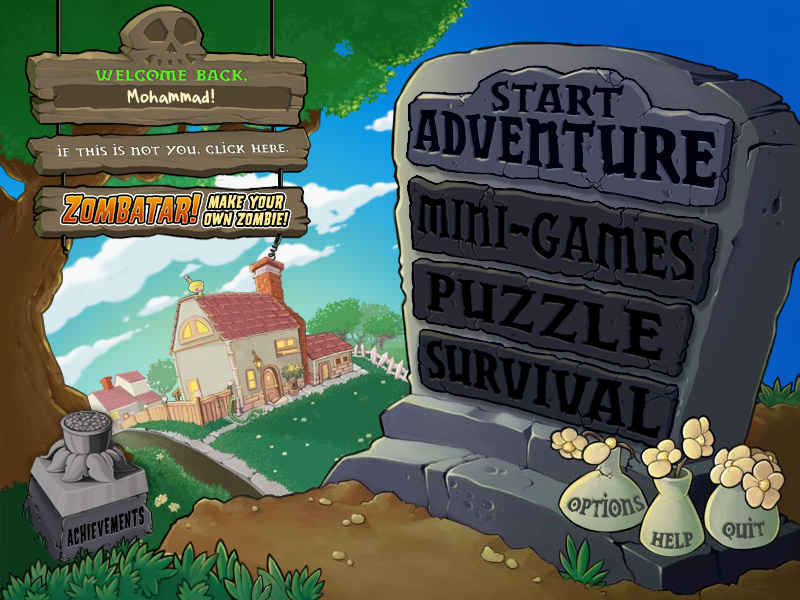 WELCOME BACK,
Mohammad!
IF THIS IS NOT YOU, CLICK HERE.
ZOMBATAR! MAKE YOUR
OWN ZOMBIE!
START
ADVENTURE
MINI-GAMES
PUZZLE
SURVIVAL
ACHIEVEMENTS
OPTIONS
HELP
QUIT